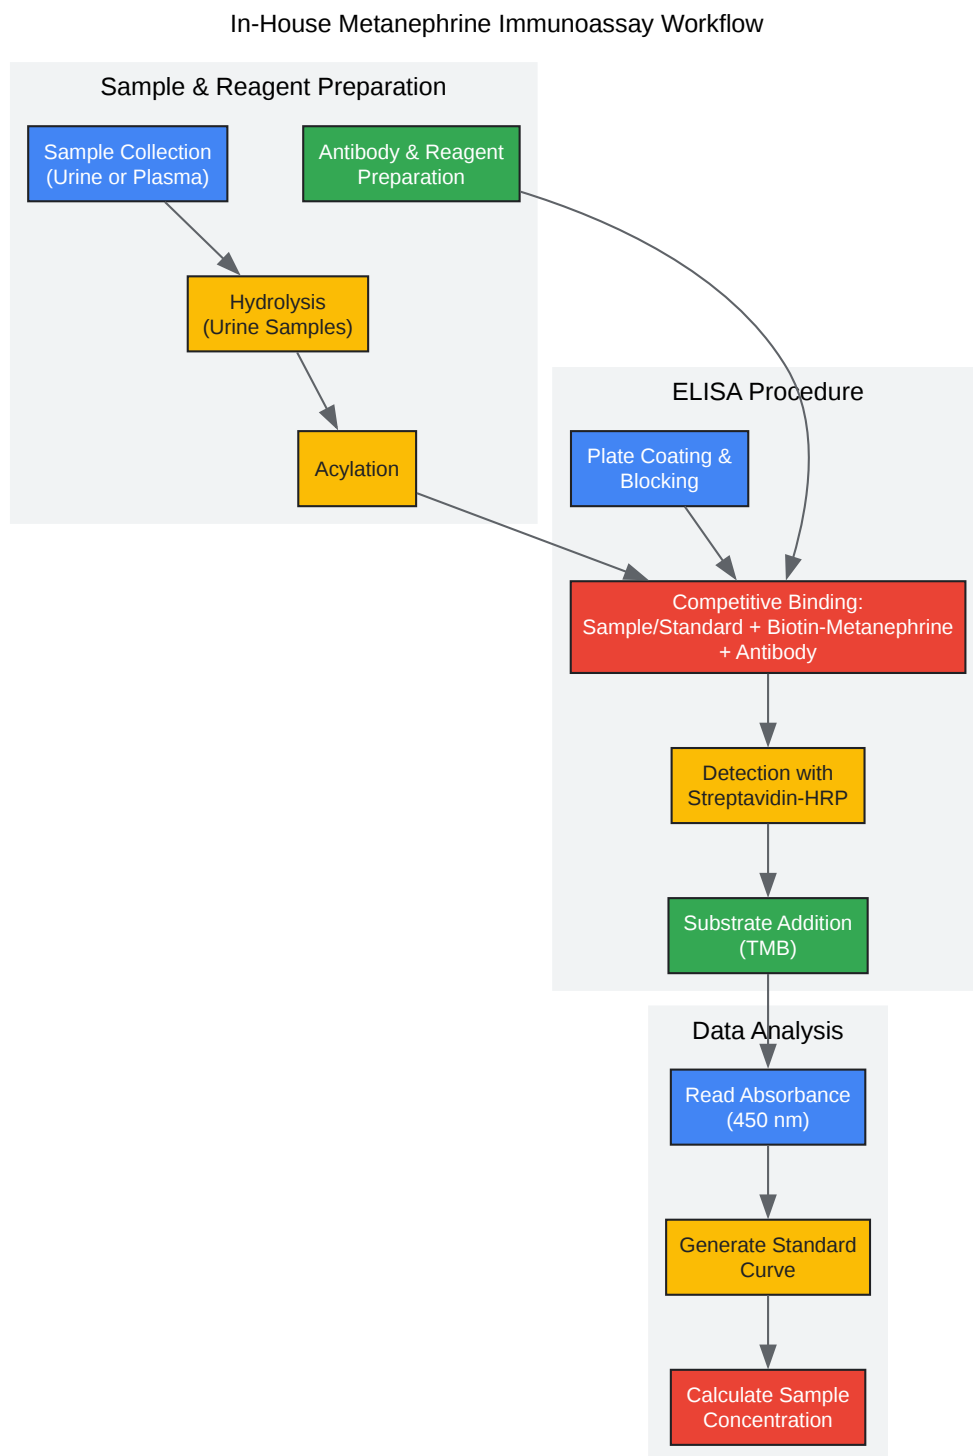 In-House Metanephrine Immunoassay Workflow
Sample & Reagent Preparation
Sample Collection
(Urine or Plasma)
Antibody & Reagent
Preparation
Hydrolysis
(Urine Samples)
Acylation
ELISA Procedure
Plate Coating &
Blocking
Competitive Binding:
Sample/Standard + Biotin-Metanephrine
+ Antibody
Detection with
Streptavidin-HRP
Substrate Addition
(TMB)
Data Analysis
Read Absorbance
(450 nm)
Generate Standard
Curve
Calculate Sample
Concentration